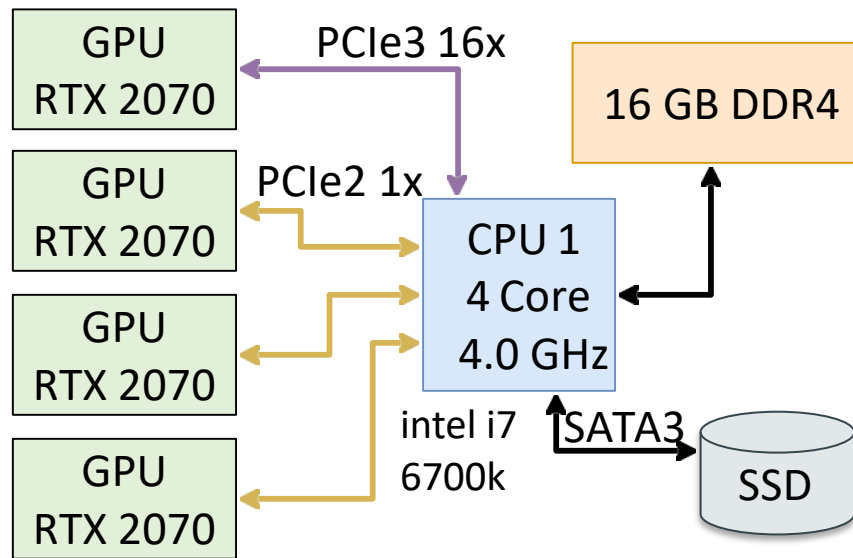 GPU
RTX 2070
PCIe3 16x
16 GB DDR4
GPU
RTX 2070
PCIe2 1x
CPU 1
4 Core
4.0 GHz
GPU
RTX 2070
intel i7
6700k
SATA3
SSD
GPU
RTX 2070